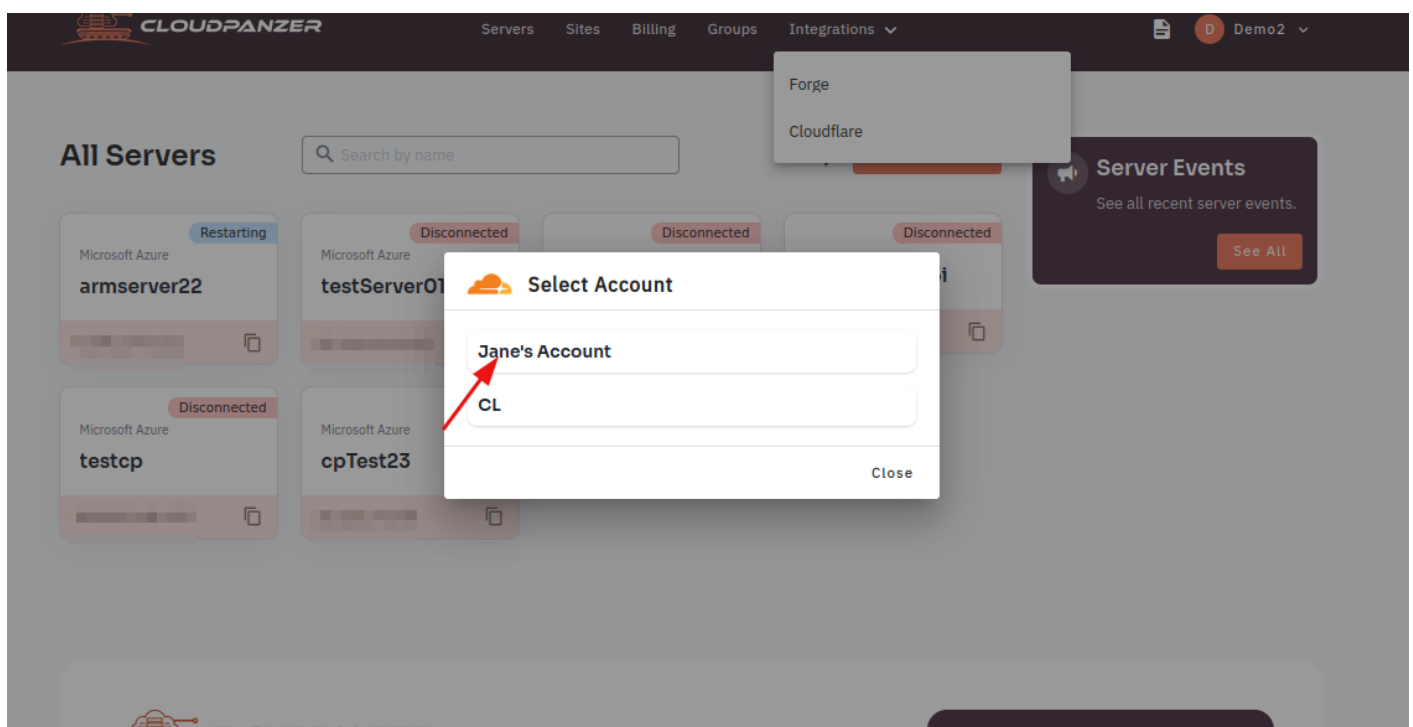 CLOUDPANZER
Servers Sites Billing Groups Integrations
D Demo2
Forge
Cloudflare
All Servers
Search by name
Server Events
See all recent server events.
See All
Restarting
Microsoft Azure
armserver22
Disconnected
Microsoft Azure
testServer01
Disconnected
Disconnected
Select Account
Jane's Account
CL
Close
Disconnected
Microsoft Azure
testcp
Microsoft Azure
cpTest23